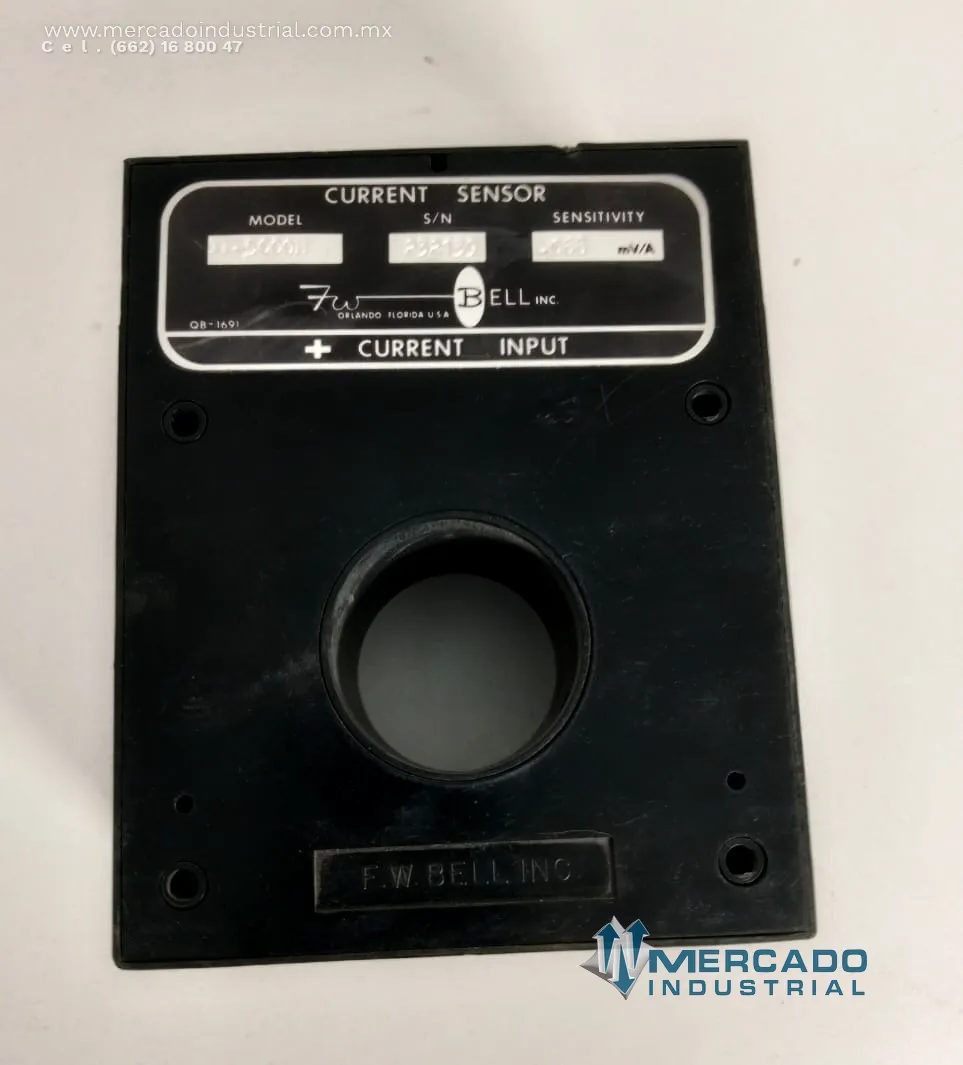 www.mercadoindustrial.com.mx
Cel. (662) 16 800 47
CURRENT SENSOR
MODEL S/N SENSITIVITY
mV/A
Fw BELL INC.
ORLANDO FLORIDA USA
QB-1691
+ CURRENT INPUT
F.W. BELL INC.
MERCADO
INDUSTRIAL